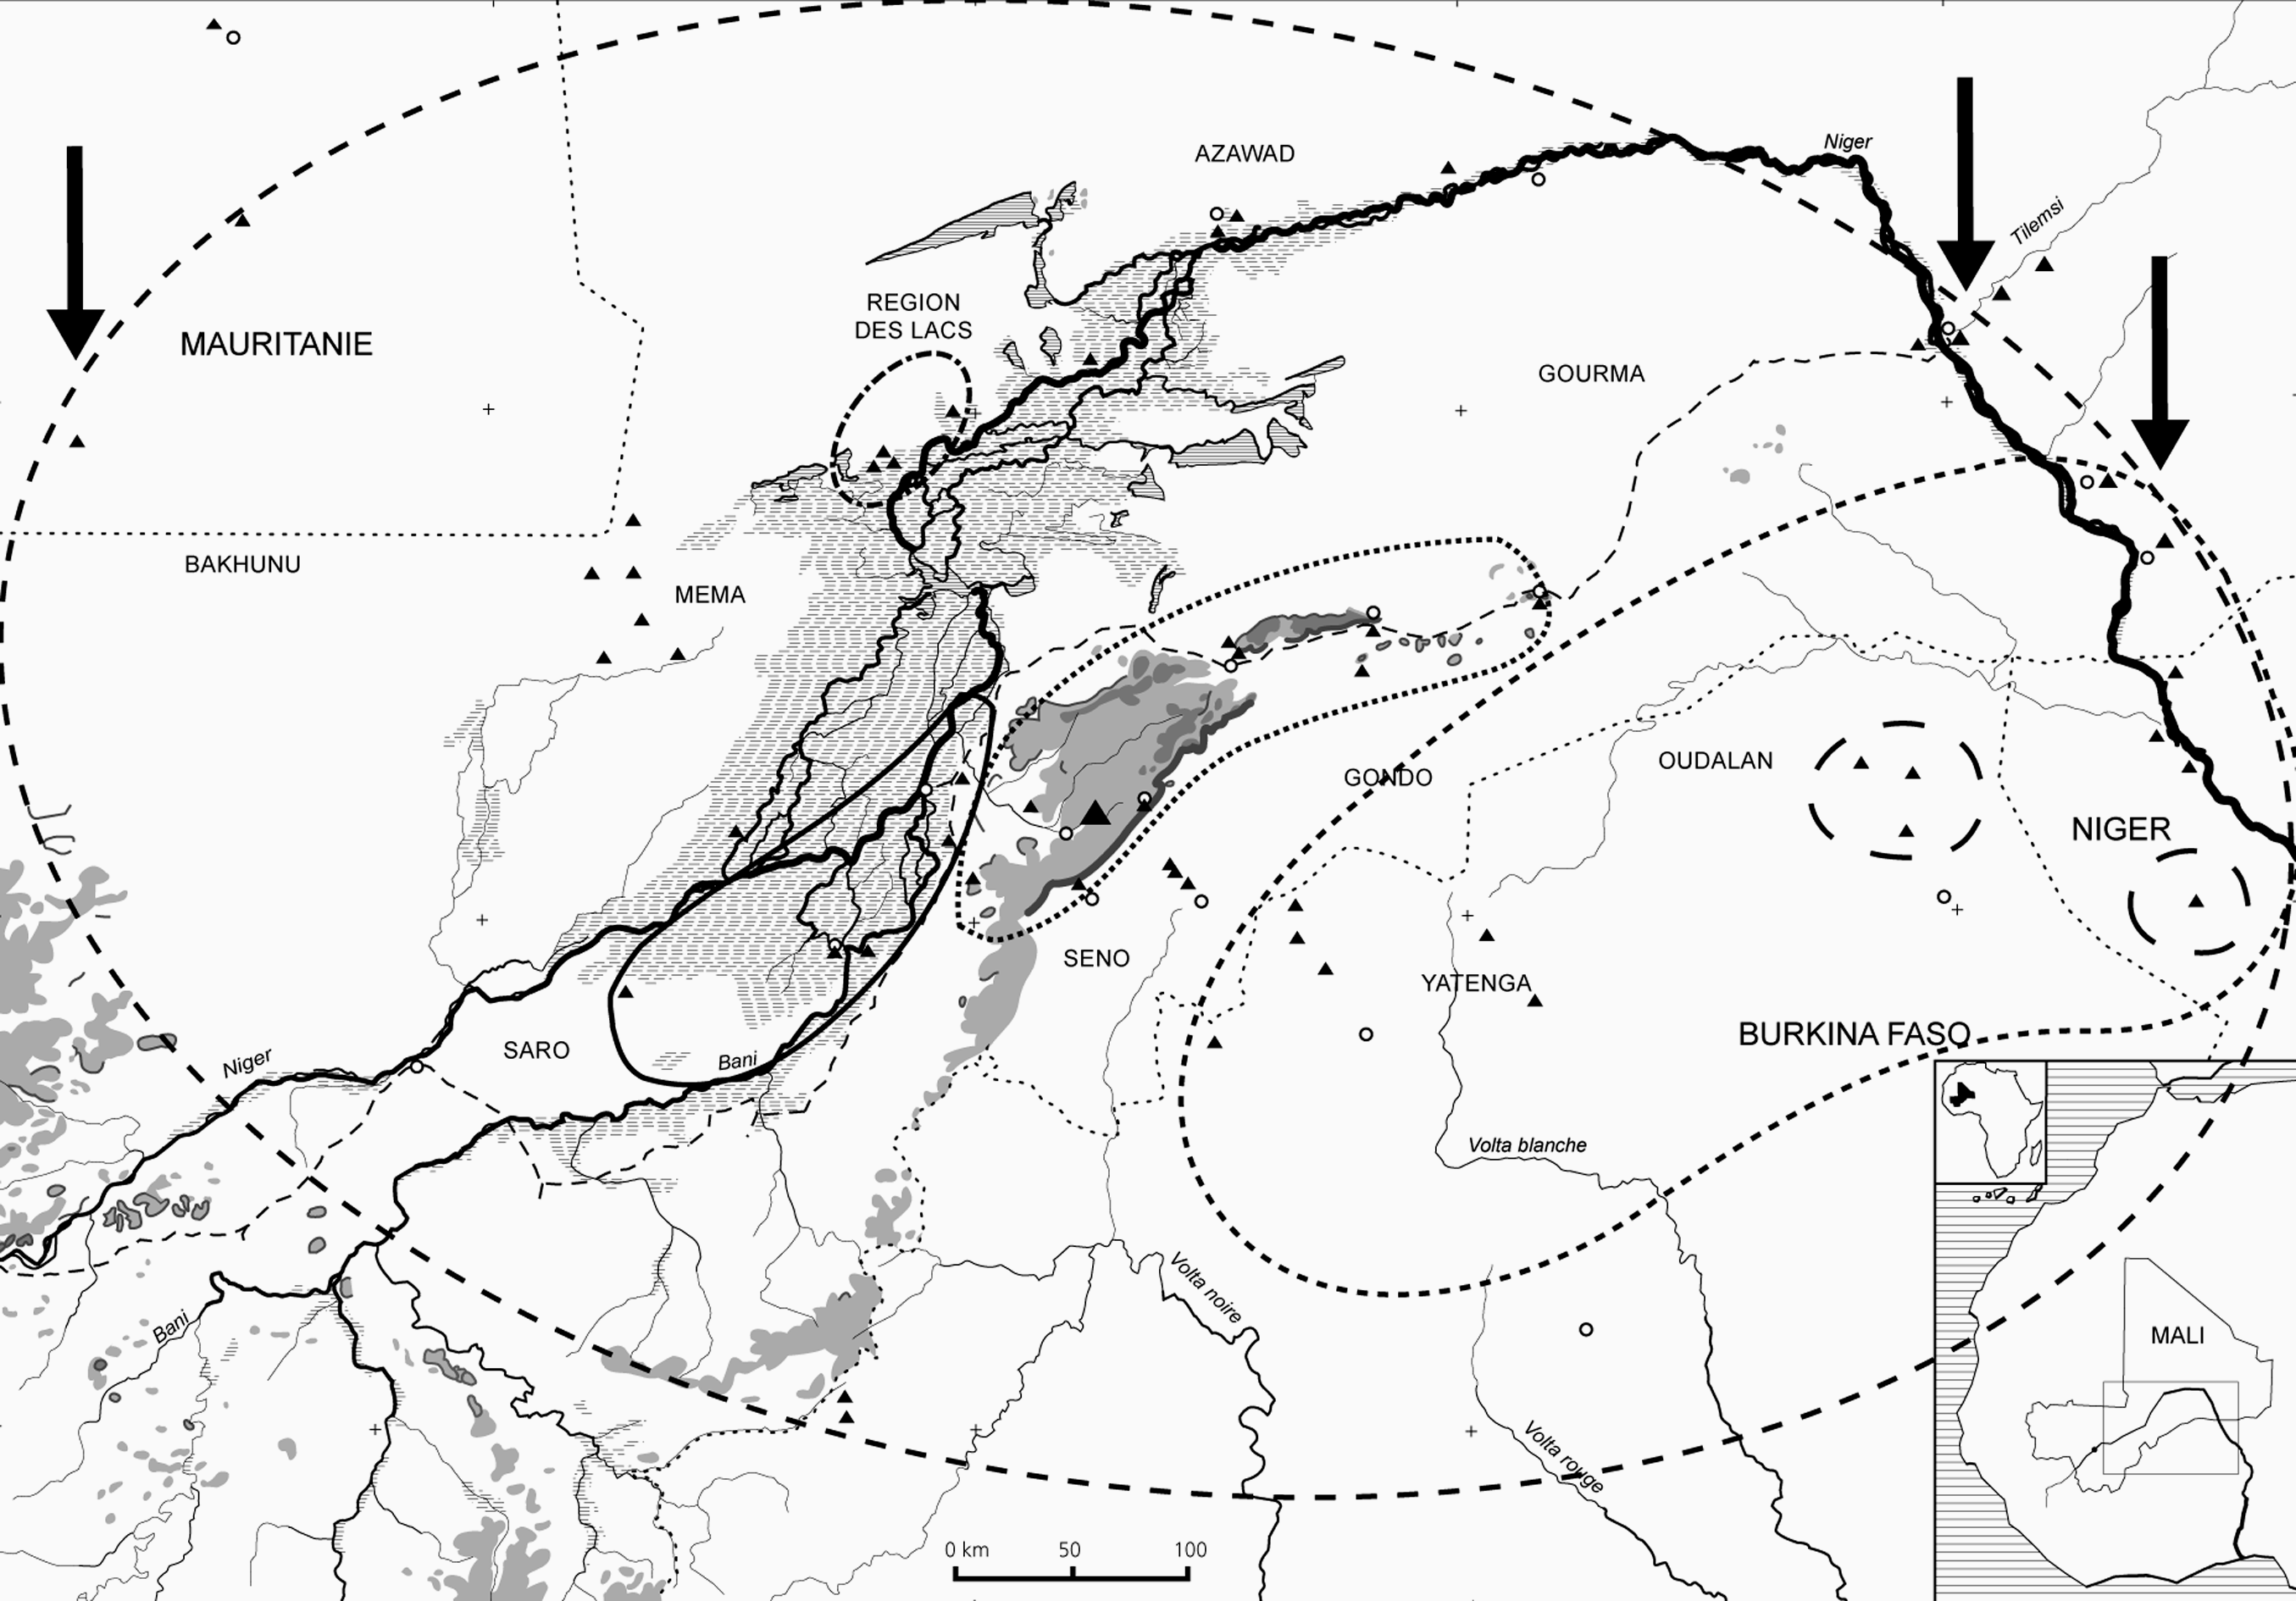 AZAWAD
Niger
Tilemsi
REGION
DES LACS
MAURITANIE
GOURMA
BAKHUNU
MEMA
OUDALAN
GONDO
NIGER
SENO
YATENGA
BURKINA FASO
SARO
Bani
Niger
Volta blanche
Volta noire
Bani
MALI
Volta rouge
0 km 50 100